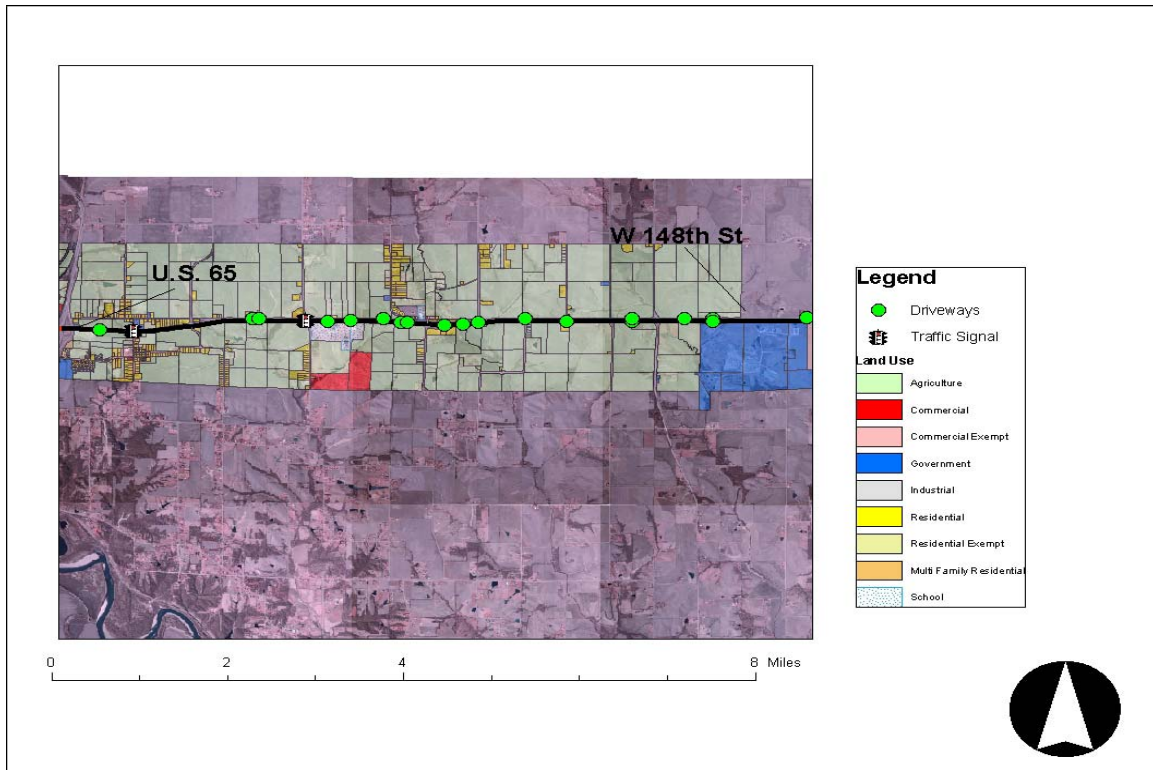 W 148th St
U.S. 65
Legend
Driveways
Traffic Signal
Land Use
Agriculture
Commercial
Commercial Exempt
Government
Industrial
Residential
Residential Exempt
Multi Family Residential
School
0 2 4 8 Miles